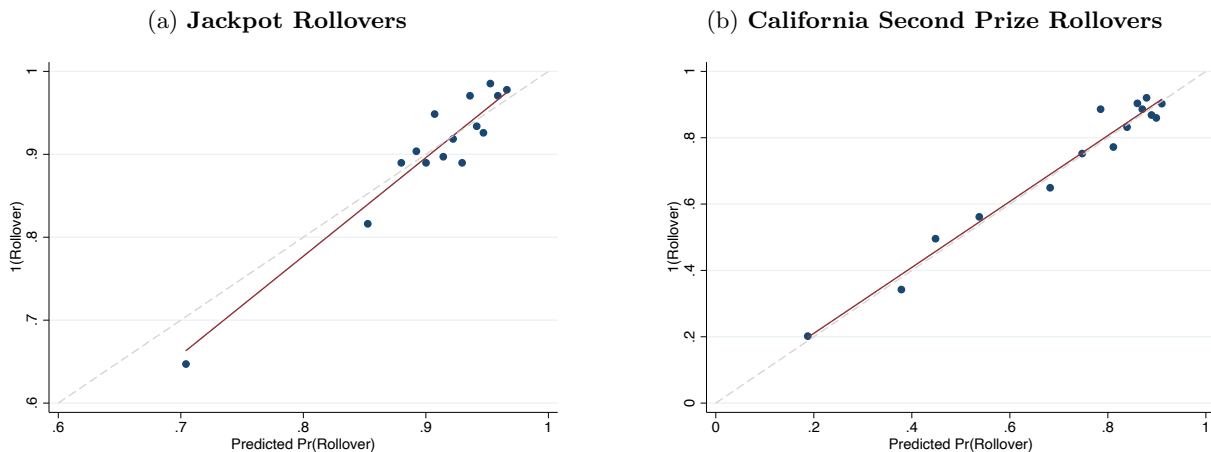 (a) Jackpot Rollovers
1(Rollover)
1
.9
.8
.7
.6
.6 .7 .8 .9 1
Predicted Pr(Rollover)
(b) California Second Prize Rollovers
1(Rollover)
1
.8
.6
.4
.2
0
0 .2 .4 .6 .8 1
Predicted Pr(Rollover)